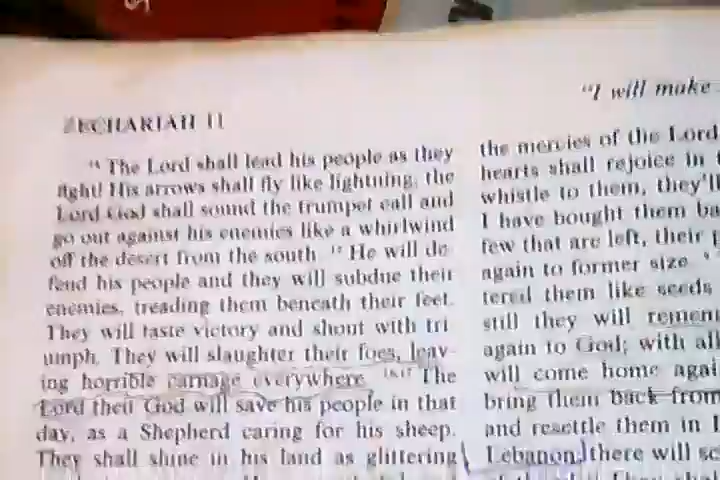 "I will make
ZECHARIAH 11
¹⁴ The Lord shall lead his people as they
fight! His arrows shall fly like lightning; the
Lord God shall sound the trumpet call and
go out against his enemies like a whirlwind
off the desert from the south. ¹⁵ He will de-
fend his people and they will subdue their
enemies, treading them beneath their feet.
They will taste victory and shout with tri-
umph. They will slaughter their foes, leav-
ing horrible carnage everywhere. ¹⁶,¹⁷ The
Lord their God will save his people in that
day, as a Shepherd caring for his sheep.
They shall shine in his land as glittering
the mercies of the Lord
hearts shall rejoice in
whistle to them, they'll
I have bought them ba
few that are left, their
again to former size.
tered them like seeds
still they will remem
again to God; with all
will come home agai
bring them back from
and resettle them in
Lebanon; there will sc